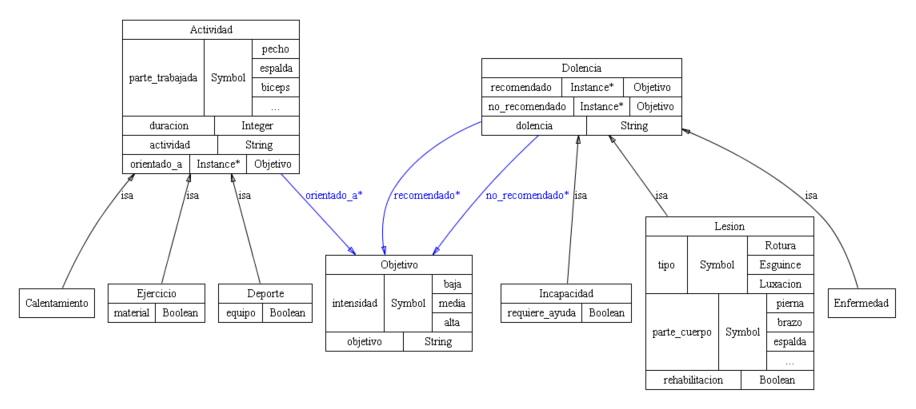 Actividad
parte_trabajada Symbol pecho
espalda
biceps
...
duracion Integer
actividad String
orientado_a Instance* Objetivo
Dolencia
recomendado Instance* Objetivo
no_recomendado Instance* Objetivo
dolencia String
isa isa isa orientado_a* recomendado* no_recomendado* isa isa isa
Calentamiento
Ejercicio
material Boolean
Deporte
equipo Boolean
Objetivo
intensidad Symbol baja
media
alta
objetivo String
Incapacidad
requiere_ayuda Boolean
Lesion
tipo Symbol Rotura
Esguince
Luxacion
parte_cuerpo Symbol pierna
brazo
espalda
...
rehabilitacion Boolean
Enfermedad